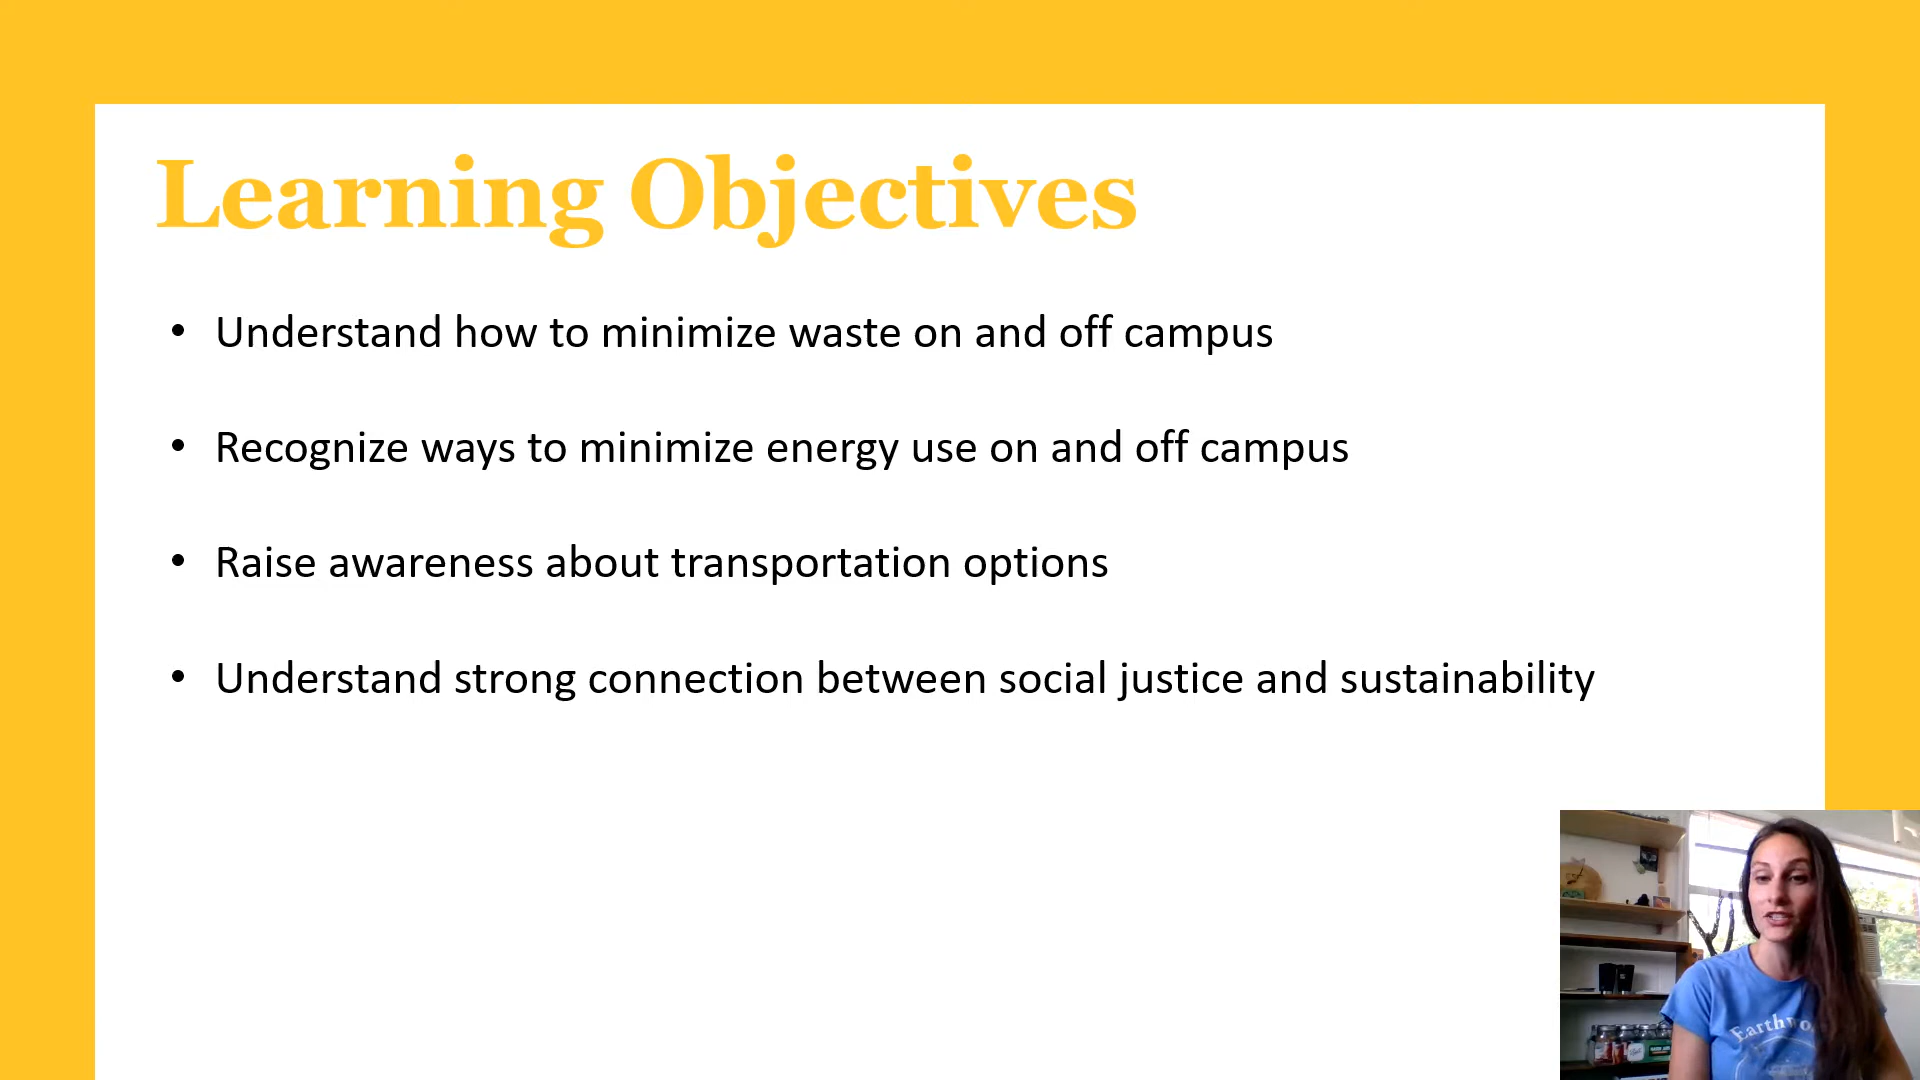 Learning Objectives
• Understand how to minimize waste on and off campus
• Recognize ways to minimize energy use on and off campus
• Raise awareness about transportation options
• Understand strong connection between social justice and sustainability